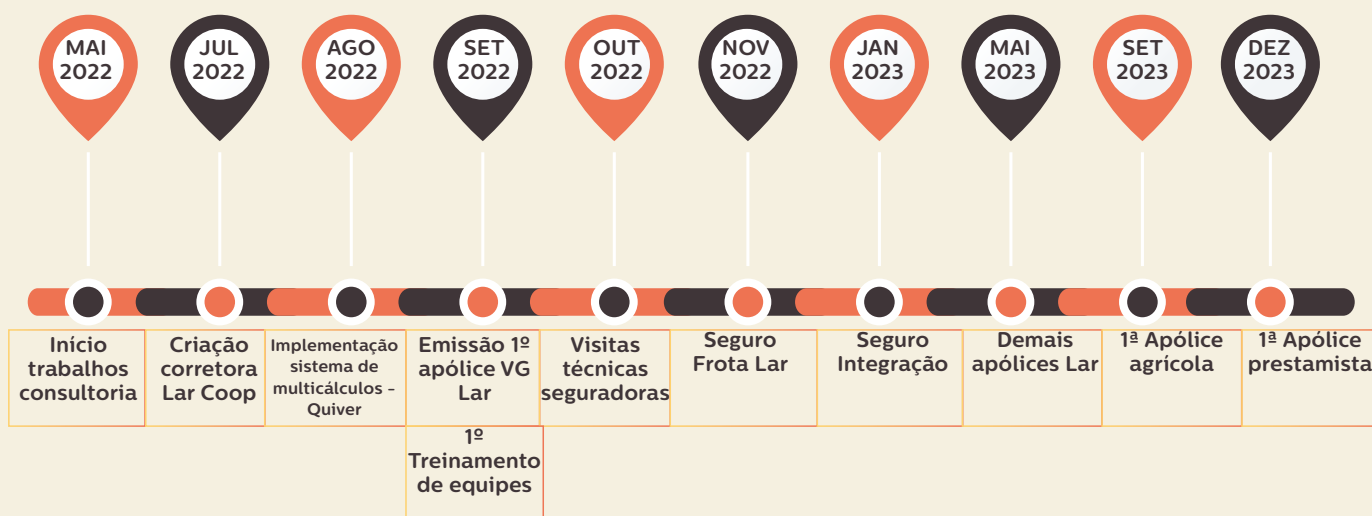 MAI
2022
JUL
2022
AGO
2022
SET
2022
OUT
2022
NOV
2022
JAN
2023
MAI
2023
SET
2023
DEZ
2023
Início
trabalhos
consultoria
Criação
corretora
Lar Coop
Implementação
sistema de
multicálculos –
Quiver
Emissão 1º
apólice VG
Lar
1º
Treinamento
de equipes
Visitas
técnicas
seguradoras
Seguro
Frota Lar
Seguro
Integração
Demais
apólices Lar
1ª Apólice
agrícola
1ª Apólice
prestamista